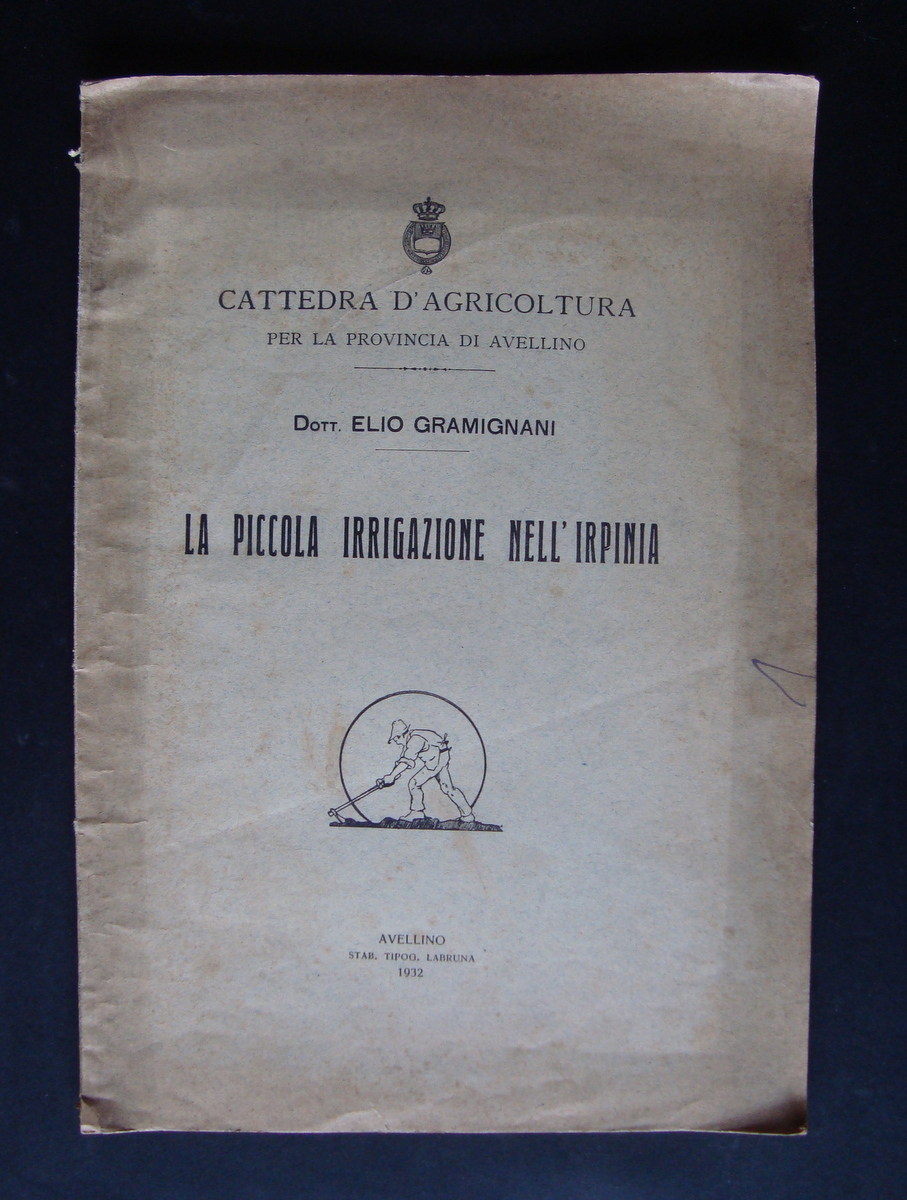 CATTEDRA D'AGRICOLTURA
PER LA PROVINCIA DI AVELLINO
DOTT. ELIO GRAMIGNANI
LA PICCOLA IRRIGAZIONE NELL'IRPINIA
AVELLINO
STAB. TIPOG. LABRUNA
1932